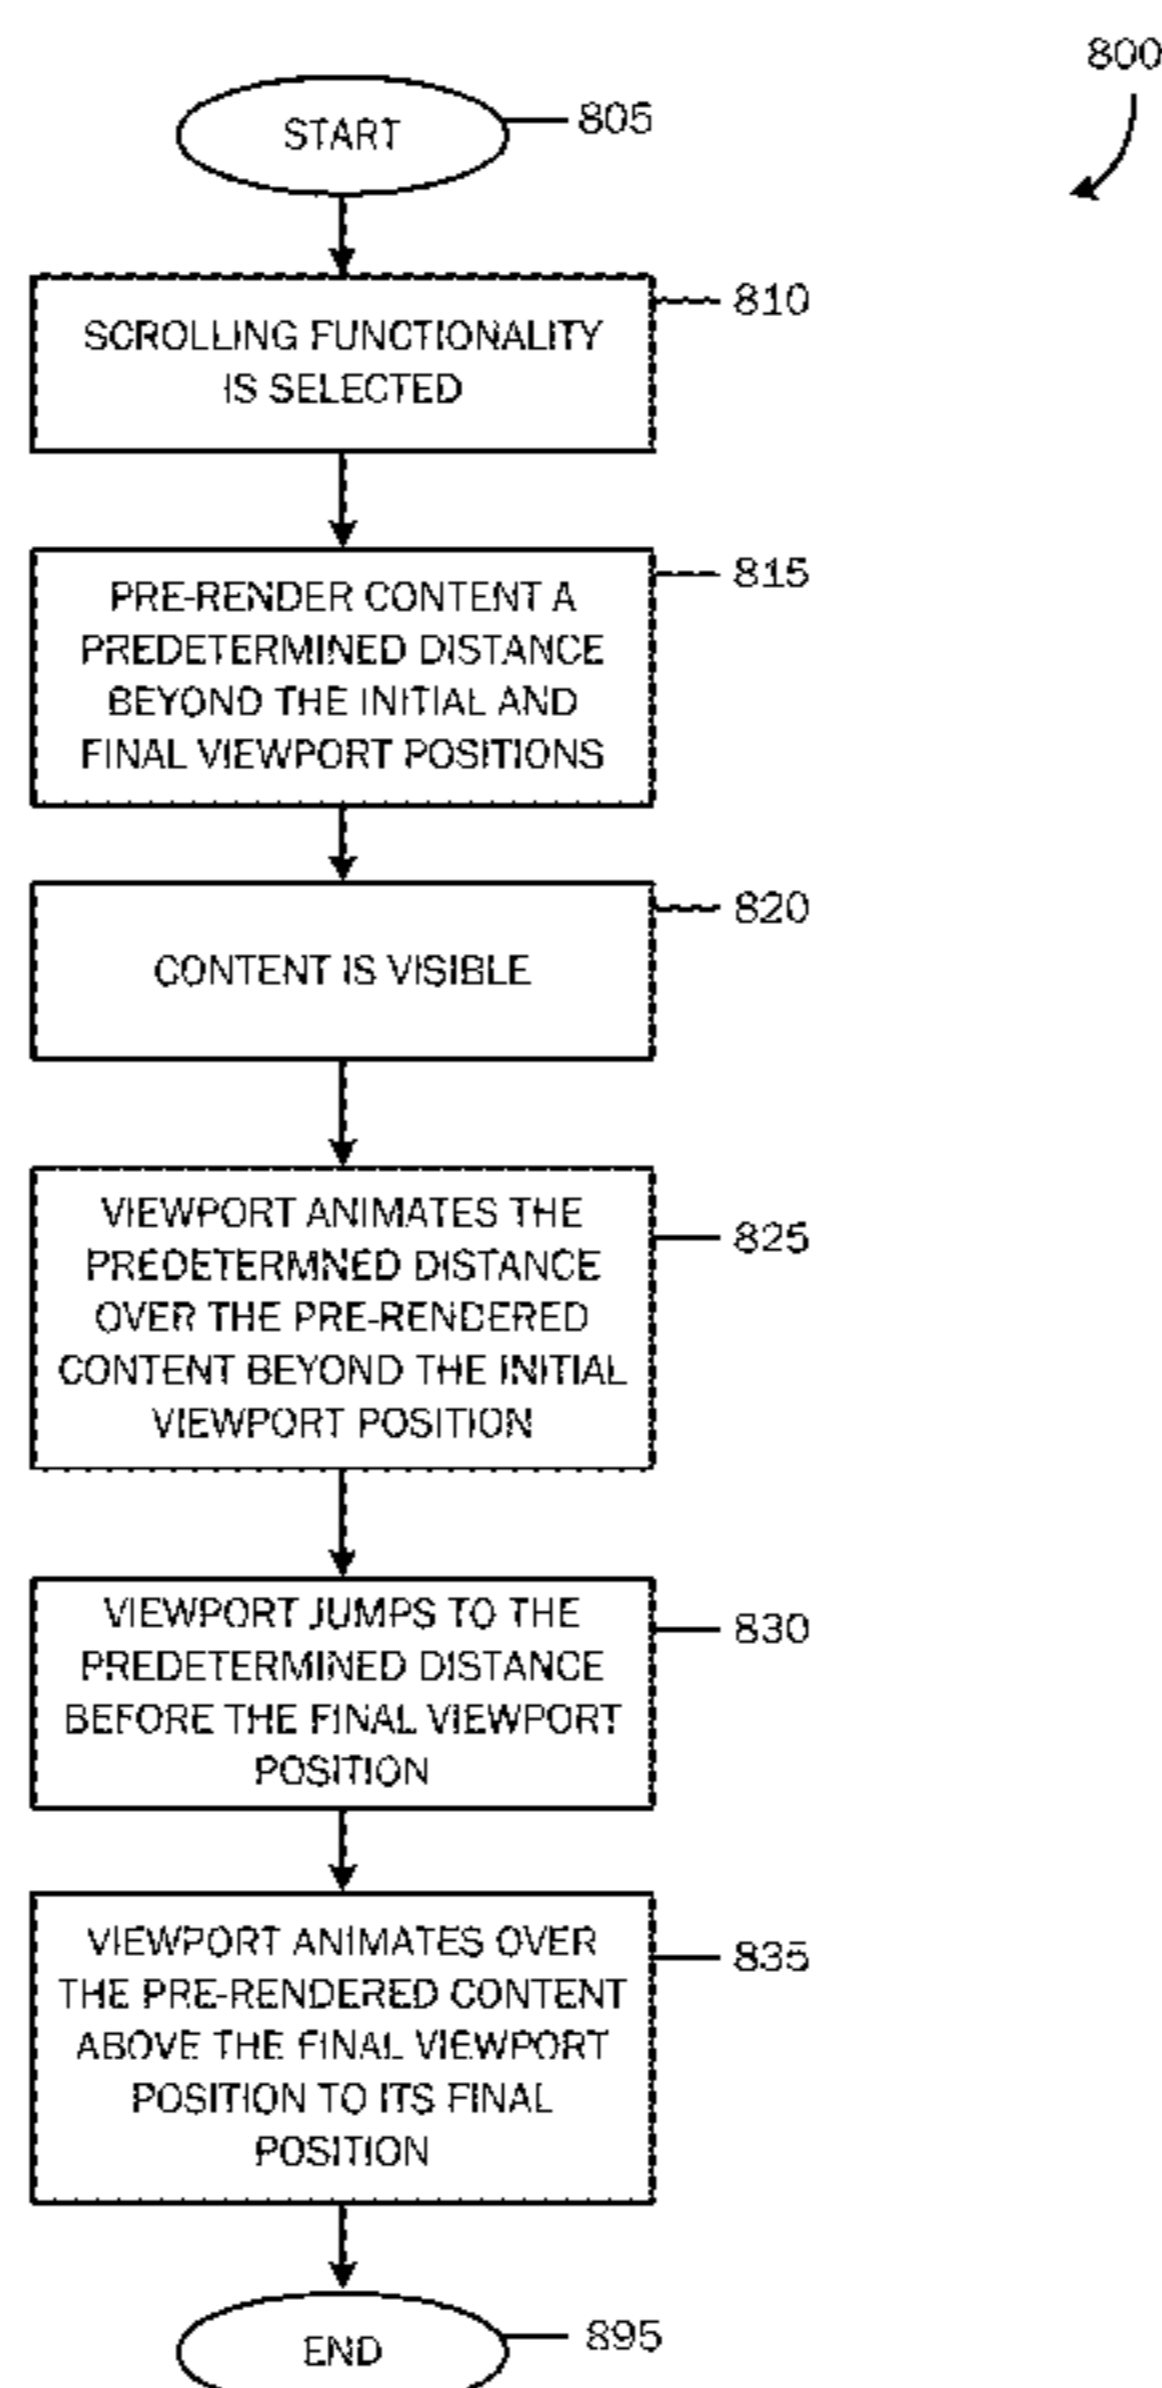 800
START
805
SCROLLING FUNCTIONALITY
IS SELECTED
810
PRE-RENDER CONTENT A
PREDETERMINED DISTANCE
BEYOND THE INITIAL AND
FINAL VIEWPORT POSITIONS
815
CONTENT IS VISIBLE
820
VIEWPORT ANIMATES THE
PREDETERMNED DISTANCE
OVER THE PRE-RENDERED
CONTENT BEYOND THE INITIAL
VIEWPORT POSITION
825
VIEWPORT JUMPS TO THE
PREDETERMINED DISTANCE
BEFORE THE FINAL VIEWPORT
POSITION
830
VIEWPORT ANIMATES OVER
THE PRE-RENDERED CONTENT
ABOVE THE FINAL VIEWPORT
POSITION TO ITS FINAL
POSITION
835
END
895